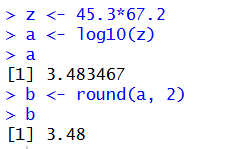 > z <- 45.3*67.2
> a <- log10(z)
> a
[1] 3.483467
> b <- round(a, 2)
> b
[1] 3.48